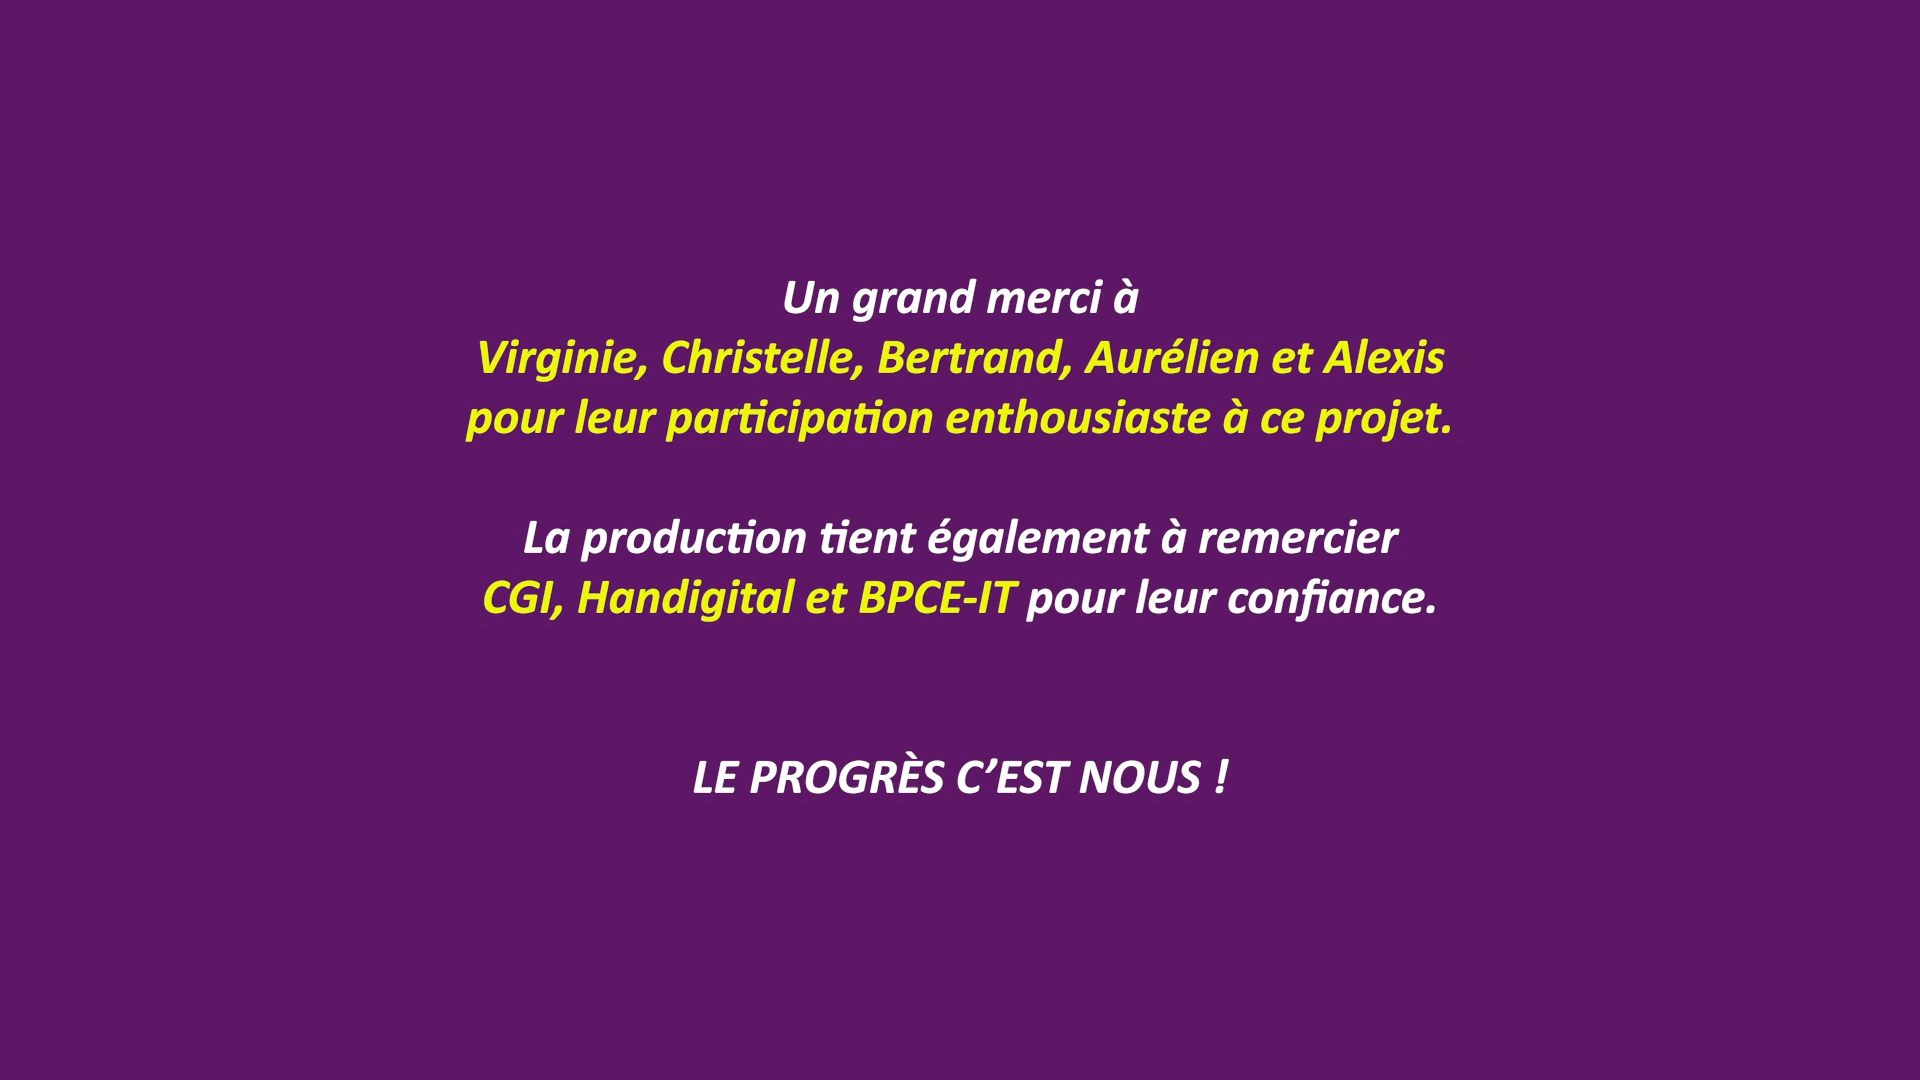 Un grand merci à
Virginie, Christelle, Bertrand, Aurélien et Alexis
pour leur participation enthousiaste à ce projet.
La production tient également à remercier
CGI, Handigital et BPCE-IT pour leur confiance.
LE PROGRÈS C’EST NOUS !